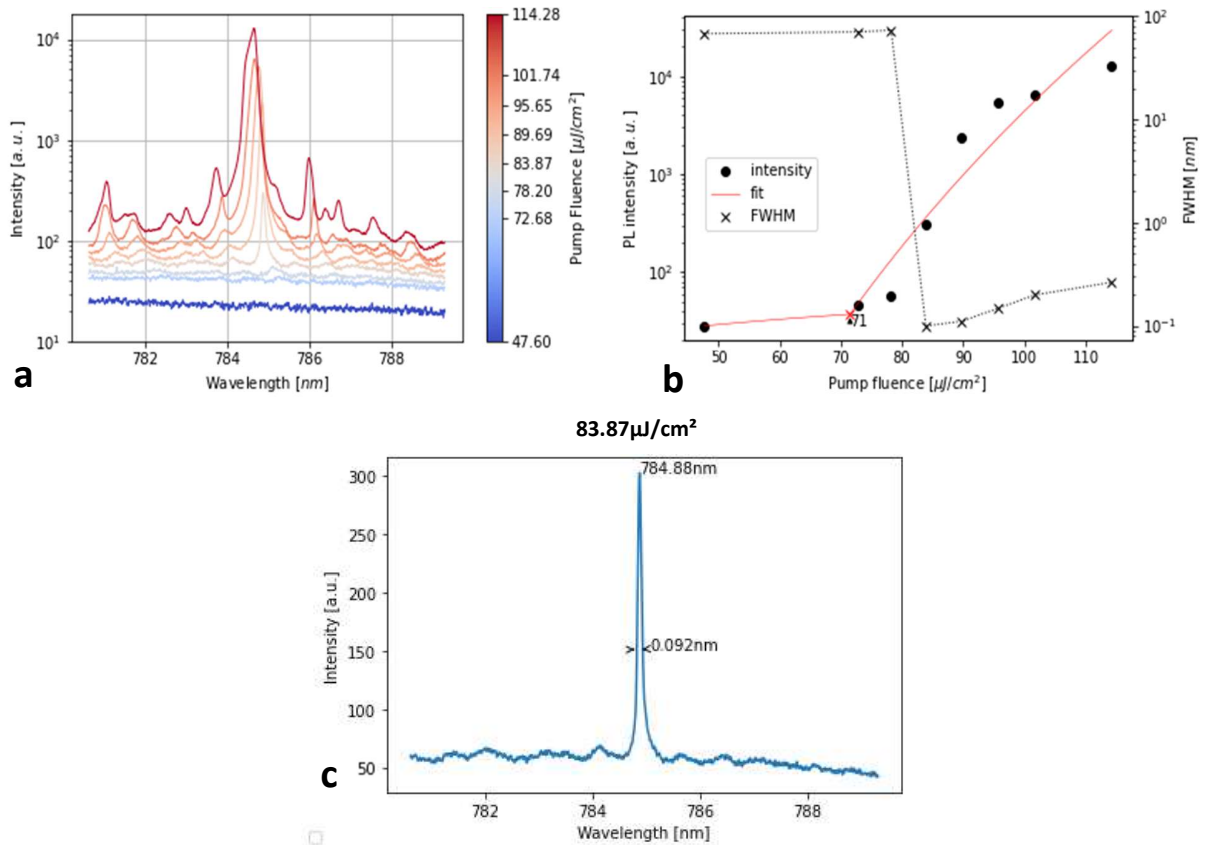 10⁴
10³
10²
10¹
Intensity [a. u. ]
782
784
786
788
Wavelength [nm]
114.28
101.74
95.65
89.69
83.87
78.20
72.68
47.60
Pump Fluence [μJ/cm²]
a
10⁴
10³
10²
PL intensity [a. u. ]
intensity
fit
FWHM
71
50
60
70
80
90
100
110
Pump fluence [μJ/cm²]
10²
10¹
10⁰
10⁻¹
FWHM [nm]
b
83.87μJ/cm²
300
250
200
150
100
50
Intensity [a.u.]
784.88nm
0.092nm
782
784
786
788
Wavelength [nm]
c